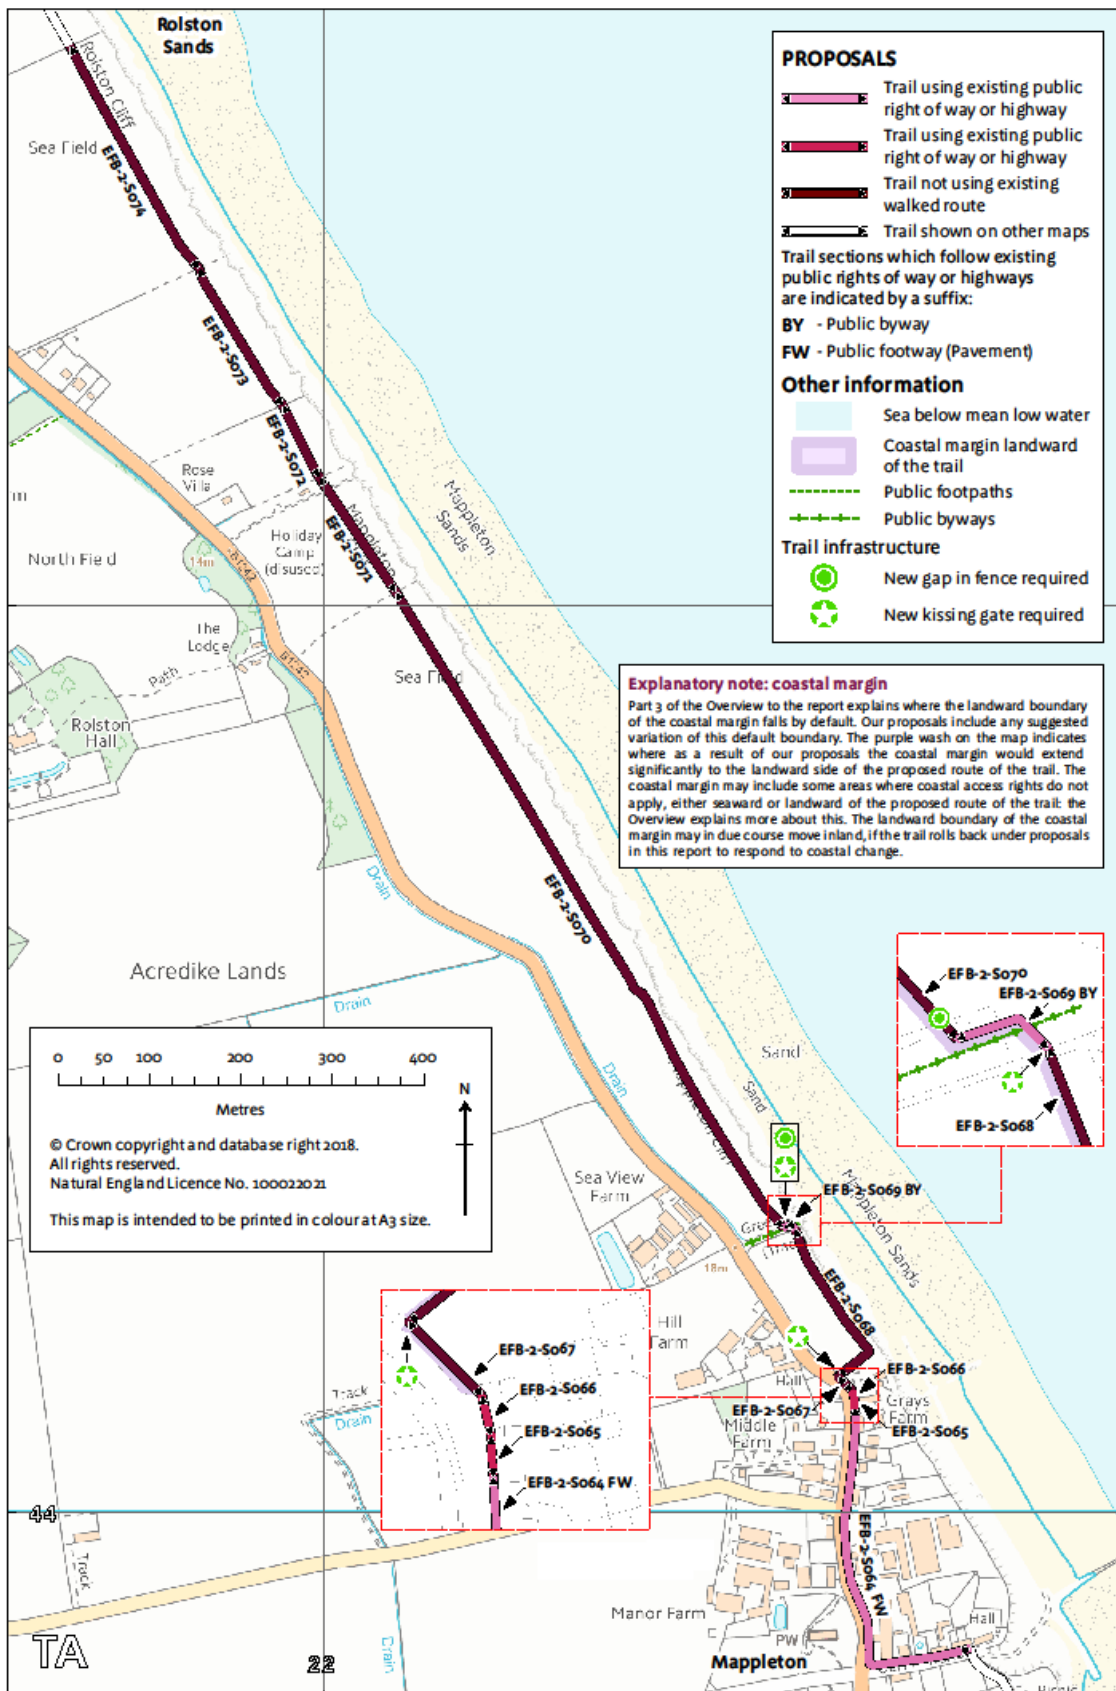 Rolston
Sands
Rolston Cliff
Sea Field
EFB-2-S074
EFB-2-S073
EFB-2-S072
Rose
Villa
Mappleton
Sands
EFB-2-S071
Mappleton
Holiday
Camp
(disused)
North Field
14m
B1242
The
Lodge
B1242
Path
Sea Field
Rolston
Hall
Drain
EFB-2-S070
Acredike Lands
Drain
Drain
Sand
Sand
Mappleton Cliff
PROPOSALS
Trail using existing public
right of way or highway
Trail using existing public
right of way or highway
Trail not using existing
walked route
Trail shown on other maps
Trail sections which follow existing
public rights of way or highways
are indicated by a suffix:
BY - Public byway
FW - Public footway (Pavement)
Other information
Sea below mean low water
Coastal margin landward
of the trail
Public footpaths
Public byways
Trail infrastructure
New gap in fence required
New kissing gate required
Explanatory note: coastal margin
Part 3 of the Overview to the report explains where the landward boundary
of the coastal margin falls by default. Our proposals include any suggested
variation of this default boundary. The purple wash on the map indicates
where as a result of our proposals the coastal margin would extend
significantly to the landward side of the proposed route of the trail. The
coastal margin may include some areas where coastal access rights do not
apply, either seaward or landward of the proposed route of the trail: the
Overview explains more about this. The landward boundary of the coastal
margin may in due course move inland, if the trail rolls back under proposals
in this report to respond to coastal change.
EFB-2-S070
EFB-2-S069 BY
EFB-2-S068
0 50 100 200 300 400
Metres
N
© Crown copyright and database right 2018.
All rights reserved.
Natural England Licence No. 100022021
This map is intended to be printed in colour at A3 size.
Sea View
Farm
EFB-2-S069 BY
Mappleton Sands
18m
EFB-2-S068
Hill
Farm
Hall
EFB-2-S066
EFB-2-S067
Grays
Farm
EFB-2-S065
Middle
Farm
EFB-2-S067
EFB-2-S066
EFB-2-S065
EFB-2-S064 FW
Track
Drain
44
Track
EFB-2-S064 FW
Manor Farm
Hall
PW
Mappleton
Drain
TA
22